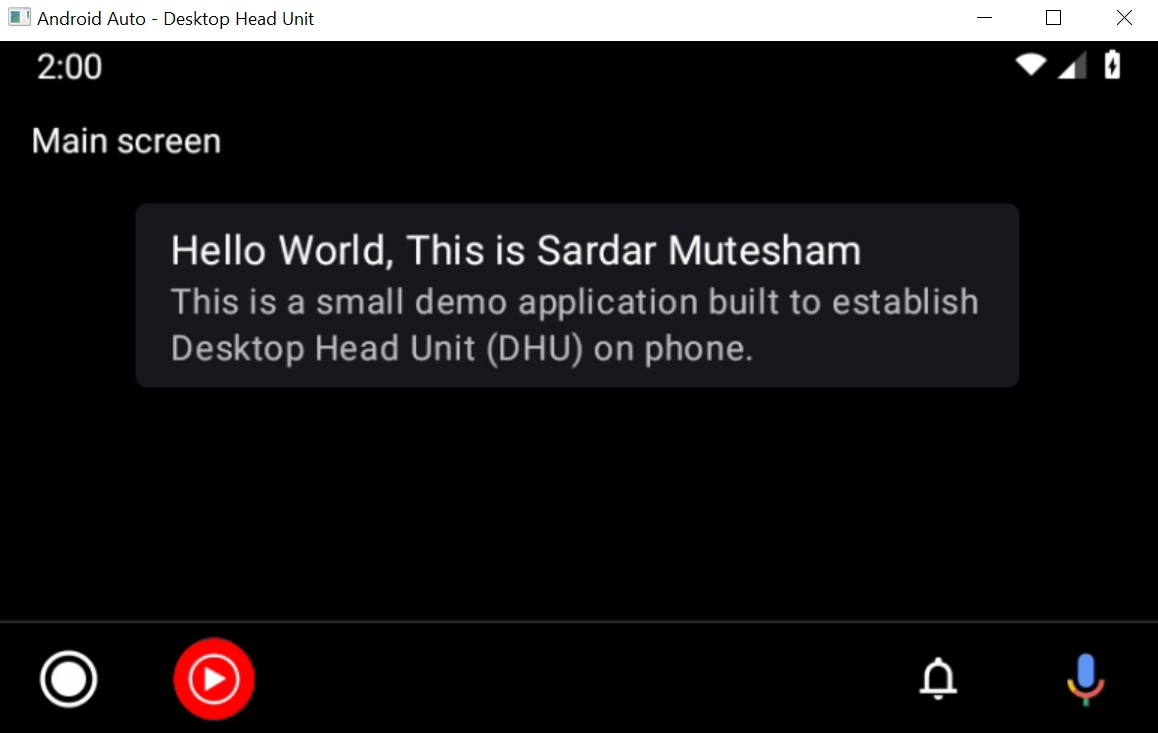 Android Auto - Desktop Head Unit
2:00
Main screen
Hello World, This is Sardar Mutesham
This is a small demo application built to establish
Desktop Head Unit (DHU) on phone.